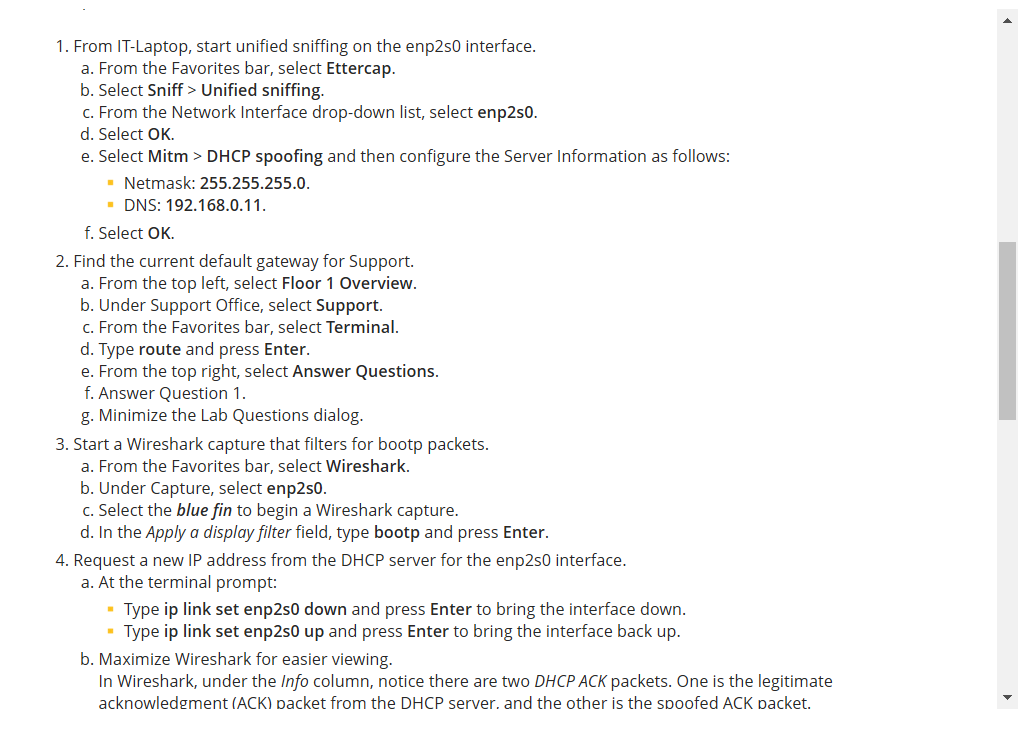 1. From IT-Laptop, start unified sniffing on the enp2s0 interface.
a. From the Favorites bar, select Ettercap.
b. Select Sniff > Unified sniffing.
c. From the Network Interface drop-down list, select enp2s0.
d. Select OK.
e. Select Mitm > DHCP spoofing and then configure the Server Information as follows:
Netmask: 255.255.255.0.
DNS: 192.168.0.11.
f. Select OK.
2. Find the current default gateway for Support.
a. From the top left, select Floor 1 Overview.
b. Under Support Office, select Support.
c. From the Favorites bar, select Terminal.
d. Type route and press Enter.
e. From the top right, select Answer Questions.
f. Answer Question 1.
g. Minimize the Lab Questions dialog.
3. Start a Wireshark capture that filters for bootp packets.
a. From the Favorites bar, select Wireshark.
b. Under Capture, select enp2s0.
c. Select the blue fin to begin a Wireshark capture.
d. In the Apply a display filter field, type bootp and press Enter.
4. Request a new IP address from the DHCP server for the enp2s0 interface.
a. At the terminal prompt:
Type ip link set enp2s0 down and press Enter to bring the interface down.
Type ip link set enp2s0 up and press Enter to bring the interface back up.
b. Maximize Wireshark for easier viewing.
In Wireshark, under the Info column, notice there are two DHCP ACK packets. One is the legitimate
acknowledgment (ACK) packet from the DHCP server, and the other is the spoofed ACK packet.